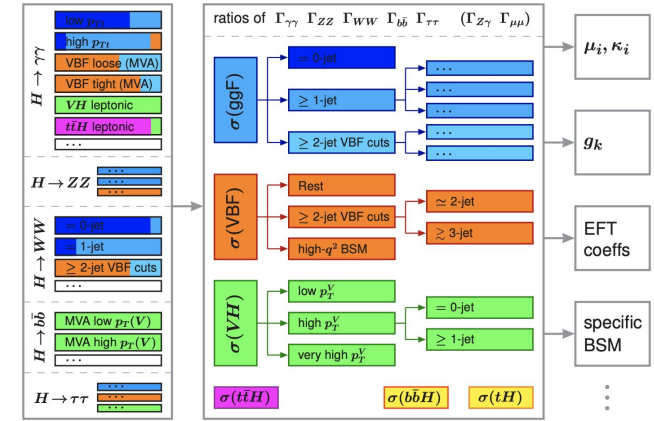 H → γγ
low p_Tt
high p_Tt
VBF loose (MVA)
VBF tight (MVA)
VH leptonic
tt̄H leptonic
...
H → ZZ
...
...
...
H → WW
= 0-jet
= 1-jet
≥ 2-jet VBF cuts
...
H → bb̄
MVA low p_T(V)
MVA high p_T(V)
...
H → ττ
...
...
...
ratios of Γ_γγ Γ_ZZ Γ_WW Γ_bb̄ Γ_ττ (Γ_Zγ Γ_μμ)
σ(ggF)
= 0-jet
≥ 1-jet
≥ 2-jet VBF cuts
...
...
...
...
...
σ(VBF)
Rest
≥ 2-jet VBF cuts
high-q² BSM
≃ 2-jet
≳ 3-jet
σ(VH)
low p_T^V
high p_T^V
very high p_T^V
= 0-jet
≥ 1-jet
σ(tt̄H)
σ(bb̄H)
σ(tH)
μ_i, κ_i
g_k
EFT
coeffs
specific
BSM
⋮